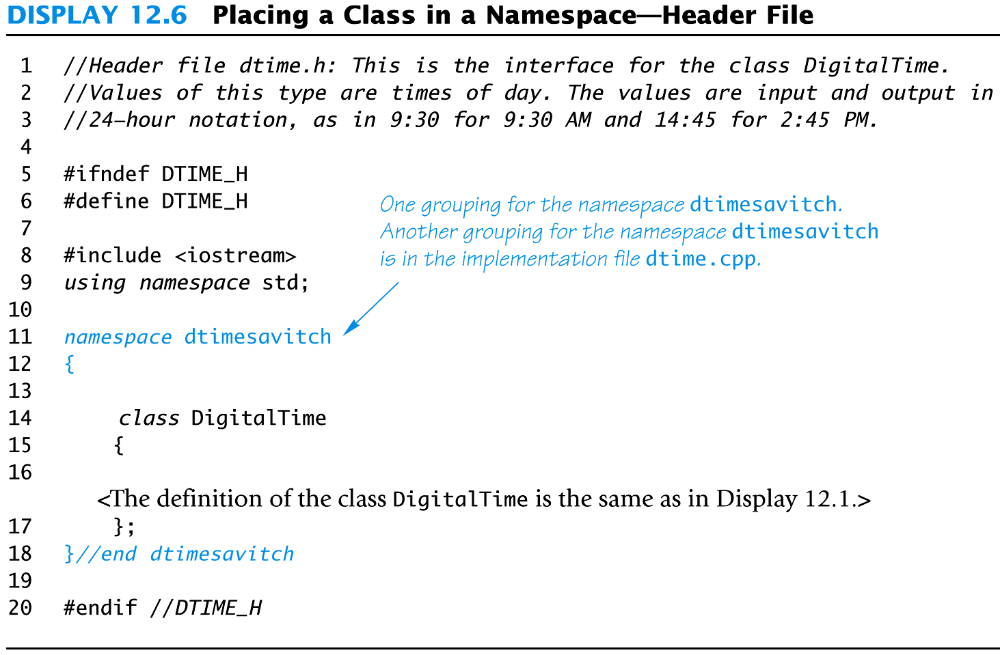 DISPLAY 12.6 Placing a Class in a Namespace—Header File
1 //Header file dtime.h: This is the interface for the class DigitalTime.
2 //Values of this type are times of day. The values are input and output in
3 //24–hour notation, as in 9:30 for 9:30 AM and 14:45 for 2:45 PM.
4
5 #ifndef DTIME_H
6 #define DTIME_H
One grouping for the namespace dtimesavitch.
7
Another grouping for the namespace dtimesavitch
8 #include <iostream>
is in the implementation file dtime.cpp.
9 using namespace std;
10
11 namespace dtimesavitch
12 {
13
14 class DigitalTime
15 {
16
<The definition of the class DigitalTime is the same as in Display 12.1.>
17 };
18 }//end dtimesavitch
19
20 #endif //DTIME_H